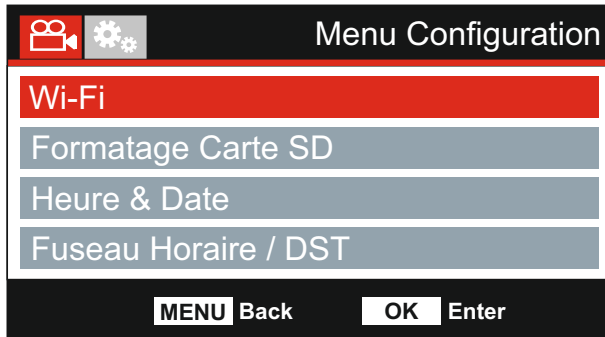 Menu Configuration
Wi-Fi
Formatage Carte SD
Heure & Date
Fuseau Horaire / DST
MENU Back OK Enter